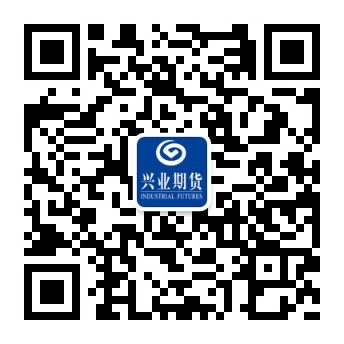 兴业期货
INDUSTRIAL FUTURES